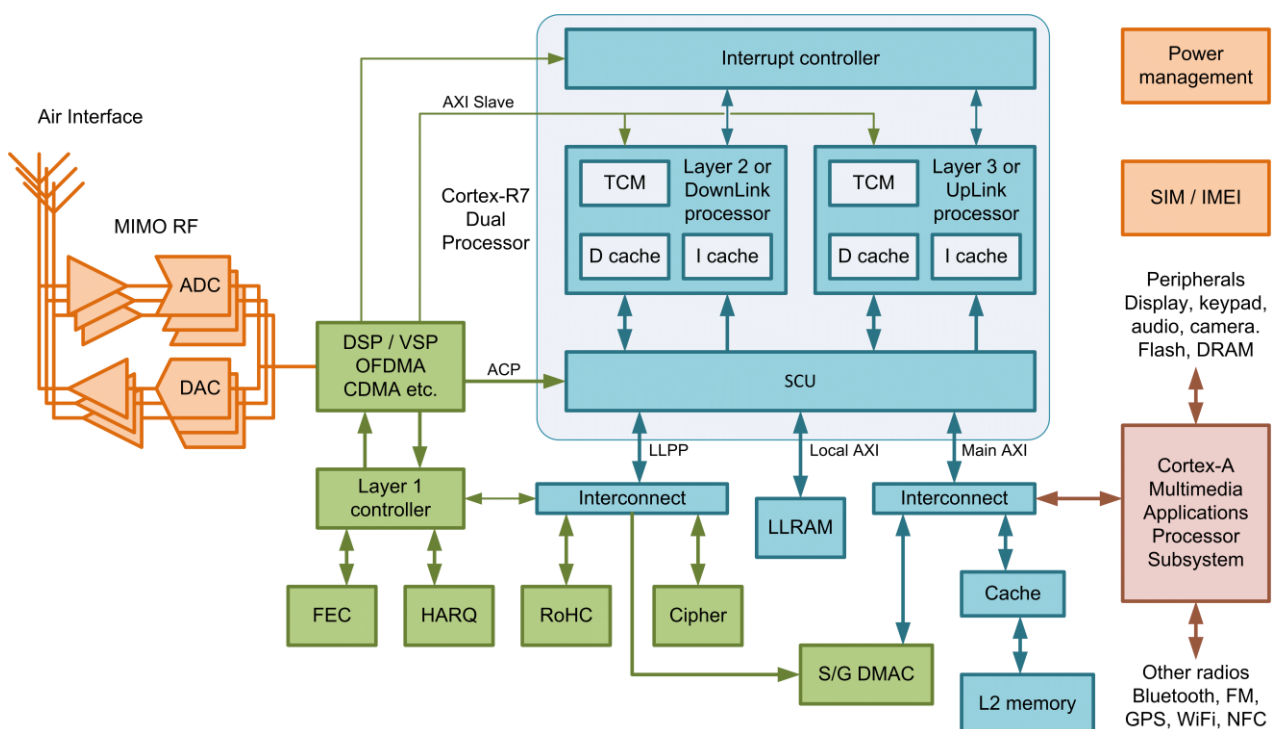 Air Interface
MIMO RF
ADC
DAC
DSP / VSP
OFDMA
CDMA etc.
Layer 1
controller
FEC
HARQ
AXI Slave
ACP
Cortex-R7
Dual
Processor
Interrupt controller
TCM
Layer 2 or
DownLink
processor
D cache
I cache
TCM
Layer 3 or
UpLink
processor
D cache
I cache
SCU
LLPP
Local AXI
Main AXI
Interconnect
RoHC
Cipher
LLRAM
Interconnect
S/G DMAC
Cache
L2 memory
Power
management
SIM / IMEI
Peripherals
Display, keypad,
audio, camera.
Flash, DRAM
Cortex-A
Multimedia
Applications
Processor
Subsystem
Other radios
Bluetooth, FM,
GPS, WiFi, NFC